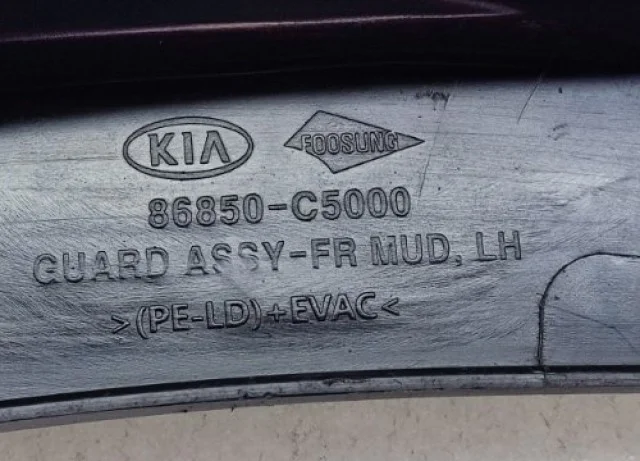 KIA FOOSUNG
86850-C5000
GUARD ASSY-FR MUD, LH
>(PE-LD)+EVAC<